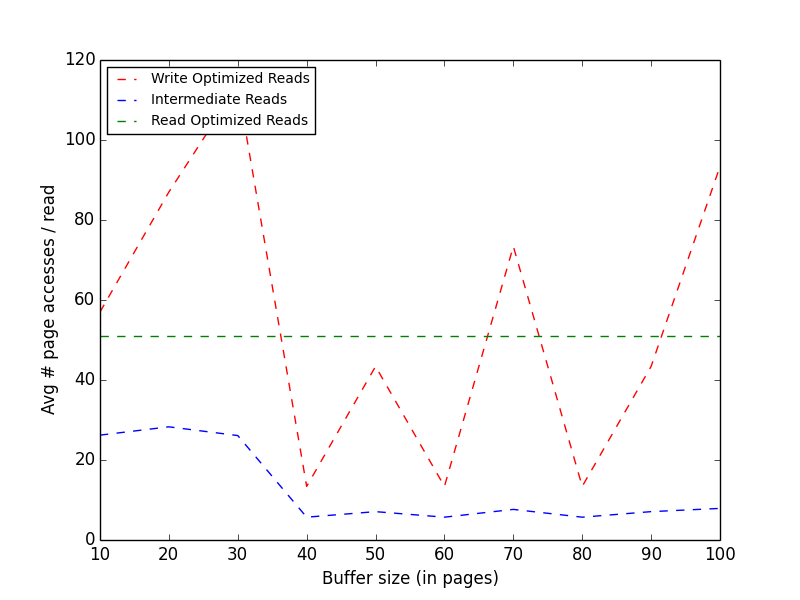 120
100
80
60
40
20
0
Avg # page accesses / read
Write Optimized Reads
Intermediate Reads
Read Optimized Reads
10 20 30 40 50 60 70 80 90 100
Buffer size (in pages)